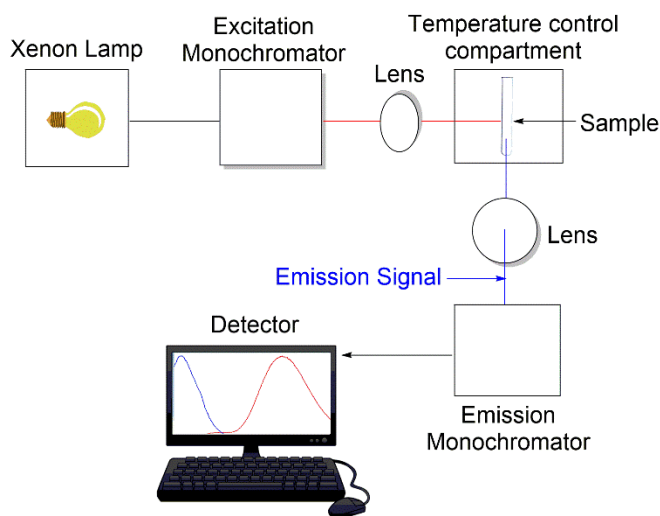 Xenon Lamp
Excitation
Monochromator
Lens
Temperature control
compartment
Sample
Lens
Emission Signal
Detector
Emission
Monochromator